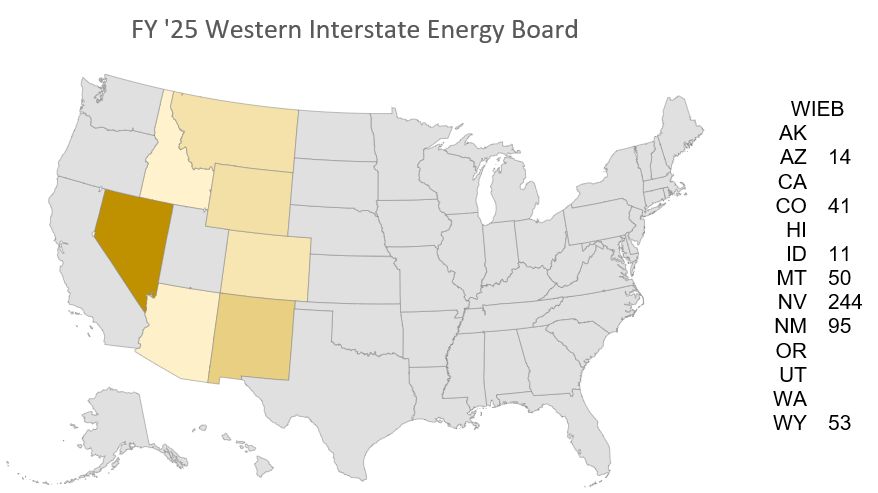 FY '25 Western Interstate Energy Board
WIEB
AK
AZ 14
CA
CO 41
HI
ID 11
MT 50
NV 244
NM 95
OR
UT
WA
WY 53